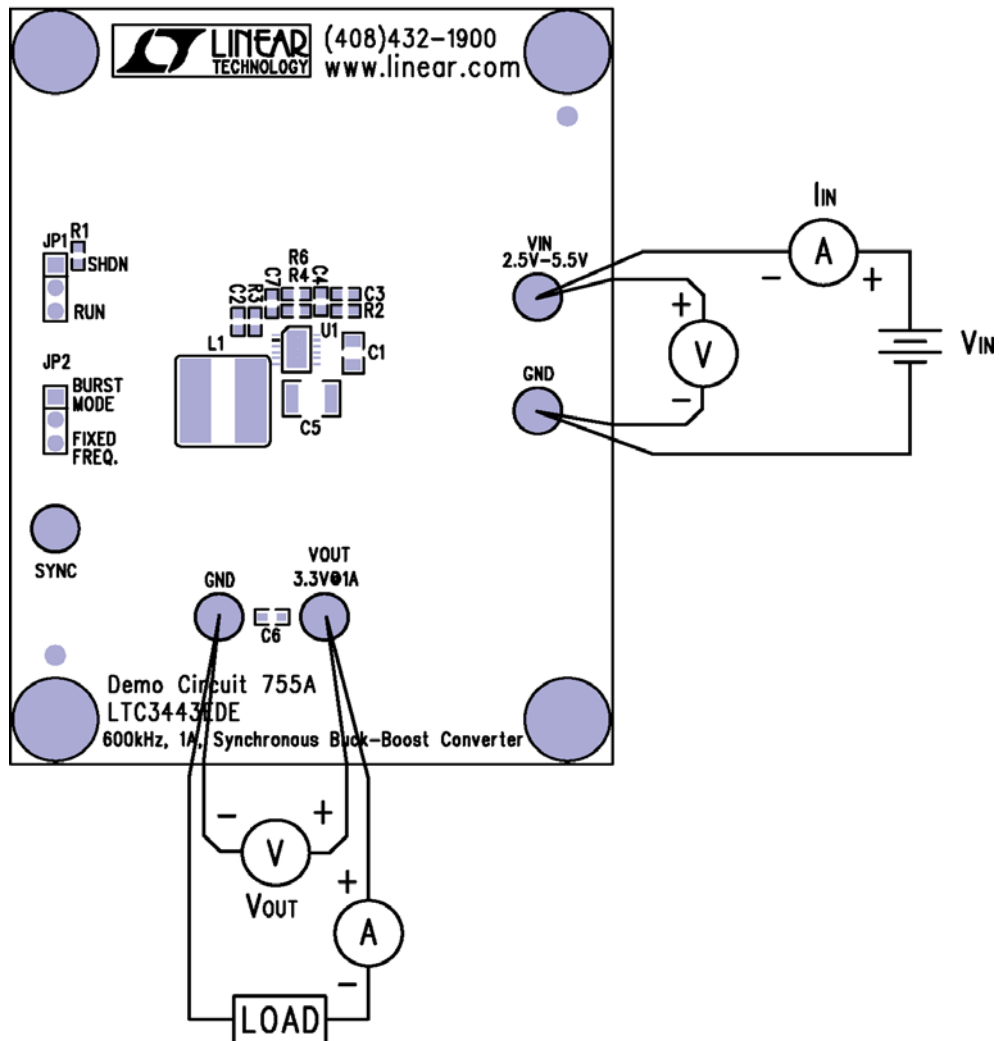 LINEAR
TECHNOLOGY
(408)432-1900
www.linear.com
JP1
R1
SHDN
RUN
JP2
BURST
MODE
FIXED
FREQ.
SYNC
C2
R3
C7
R6
R4
C4
C3
R2
U1
L1
C1
C5
VIN
2.5V-5.5V
GND
IIN
A
- +
+
V
-
VIN
GND
VOUT
3.3V@1A
C6
Demo Circuit 755A
LTC3443EDE
600kHz, 1A, Synchronous Buck-Boost Converter
- +
V
VOUT
+
A
-
LOAD